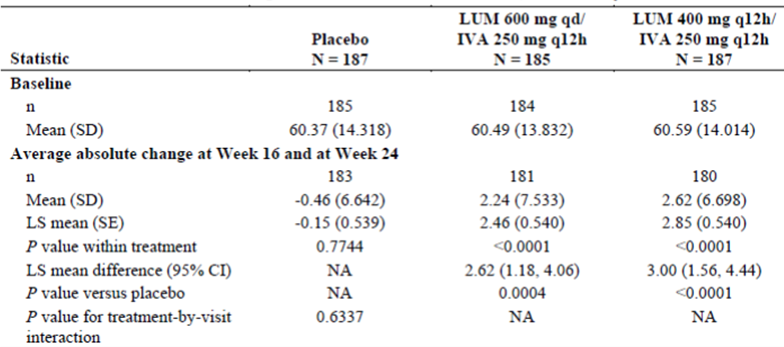 LUM 600 mg qd/ LUM 400 mg q12h/
Placebo IVA 250 mg q12h IVA 250 mg q12h
Statistic N = 187 N = 185 N = 187
Baseline
n 185 184 185
Mean (SD) 60.37 (14.318) 60.49 (13.832) 60.59 (14.014)
Average absolute change at Week 16 and at Week 24
n 183 181 180
Mean (SD) -0.46 (6.642) 2.24 (7.533) 2.62 (6.698)
LS mean (SE) -0.15 (0.539) 2.46 (0.540) 2.85 (0.540)
P value within treatment 0.7744 <0.0001 <0.0001
LS mean difference (95% CI) NA 2.62 (1.18, 4.06) 3.00 (1.56, 4.44)
P value versus placebo NA 0.0004 <0.0001
P value for treatment-by-visit 0.6337 NA NA
interaction